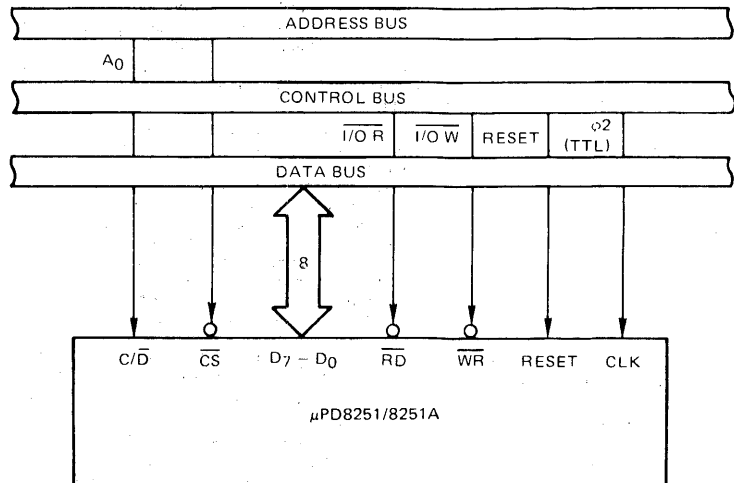 ADDRESS BUS
A0
CONTROL BUS
I/O R I/O W RESET φ2 (TTL)
DATA BUS
8
C/D CS D7 – D0 RD WR RESET CLK
μPD8251/8251A